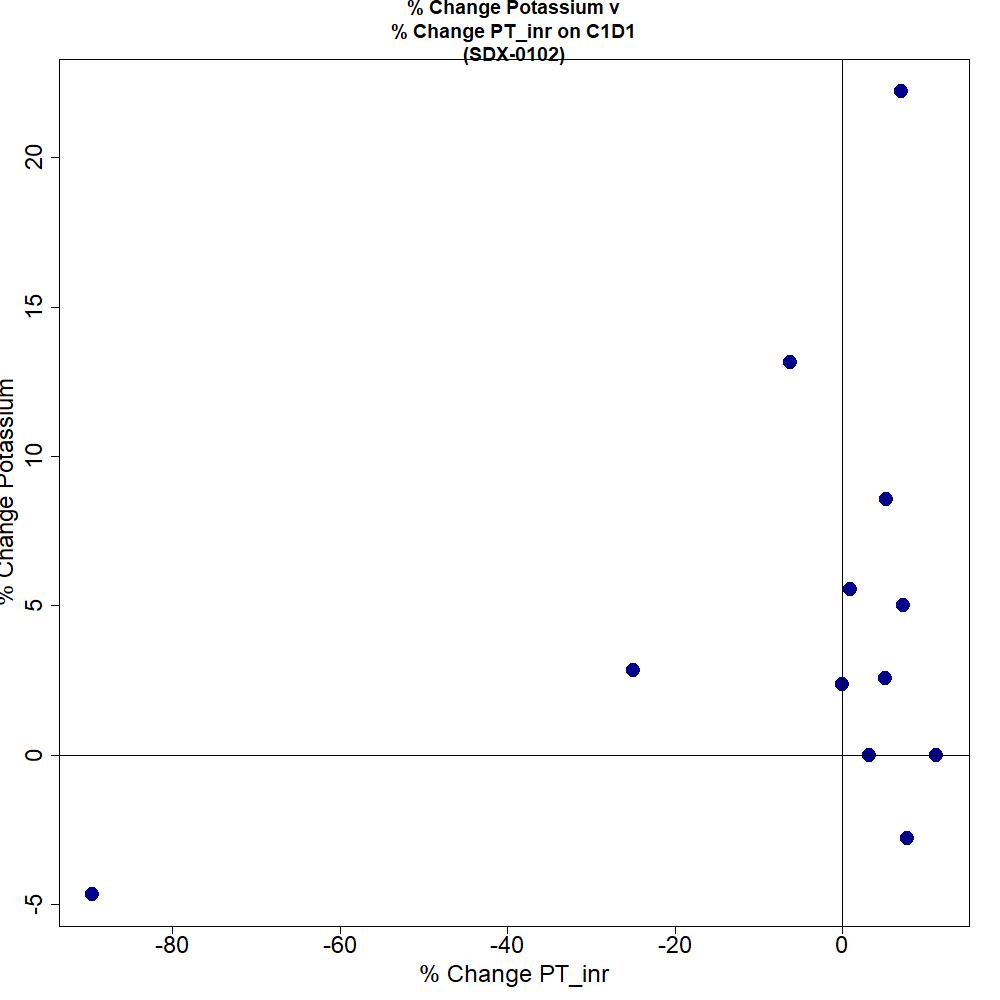 % Change Potassium v
% Change PT_inr on C1D1
(SDX-0102)
% Change Potassium
20
15
10
5
0
-5
-80
-60
-40
-20
0
% Change PT_inr